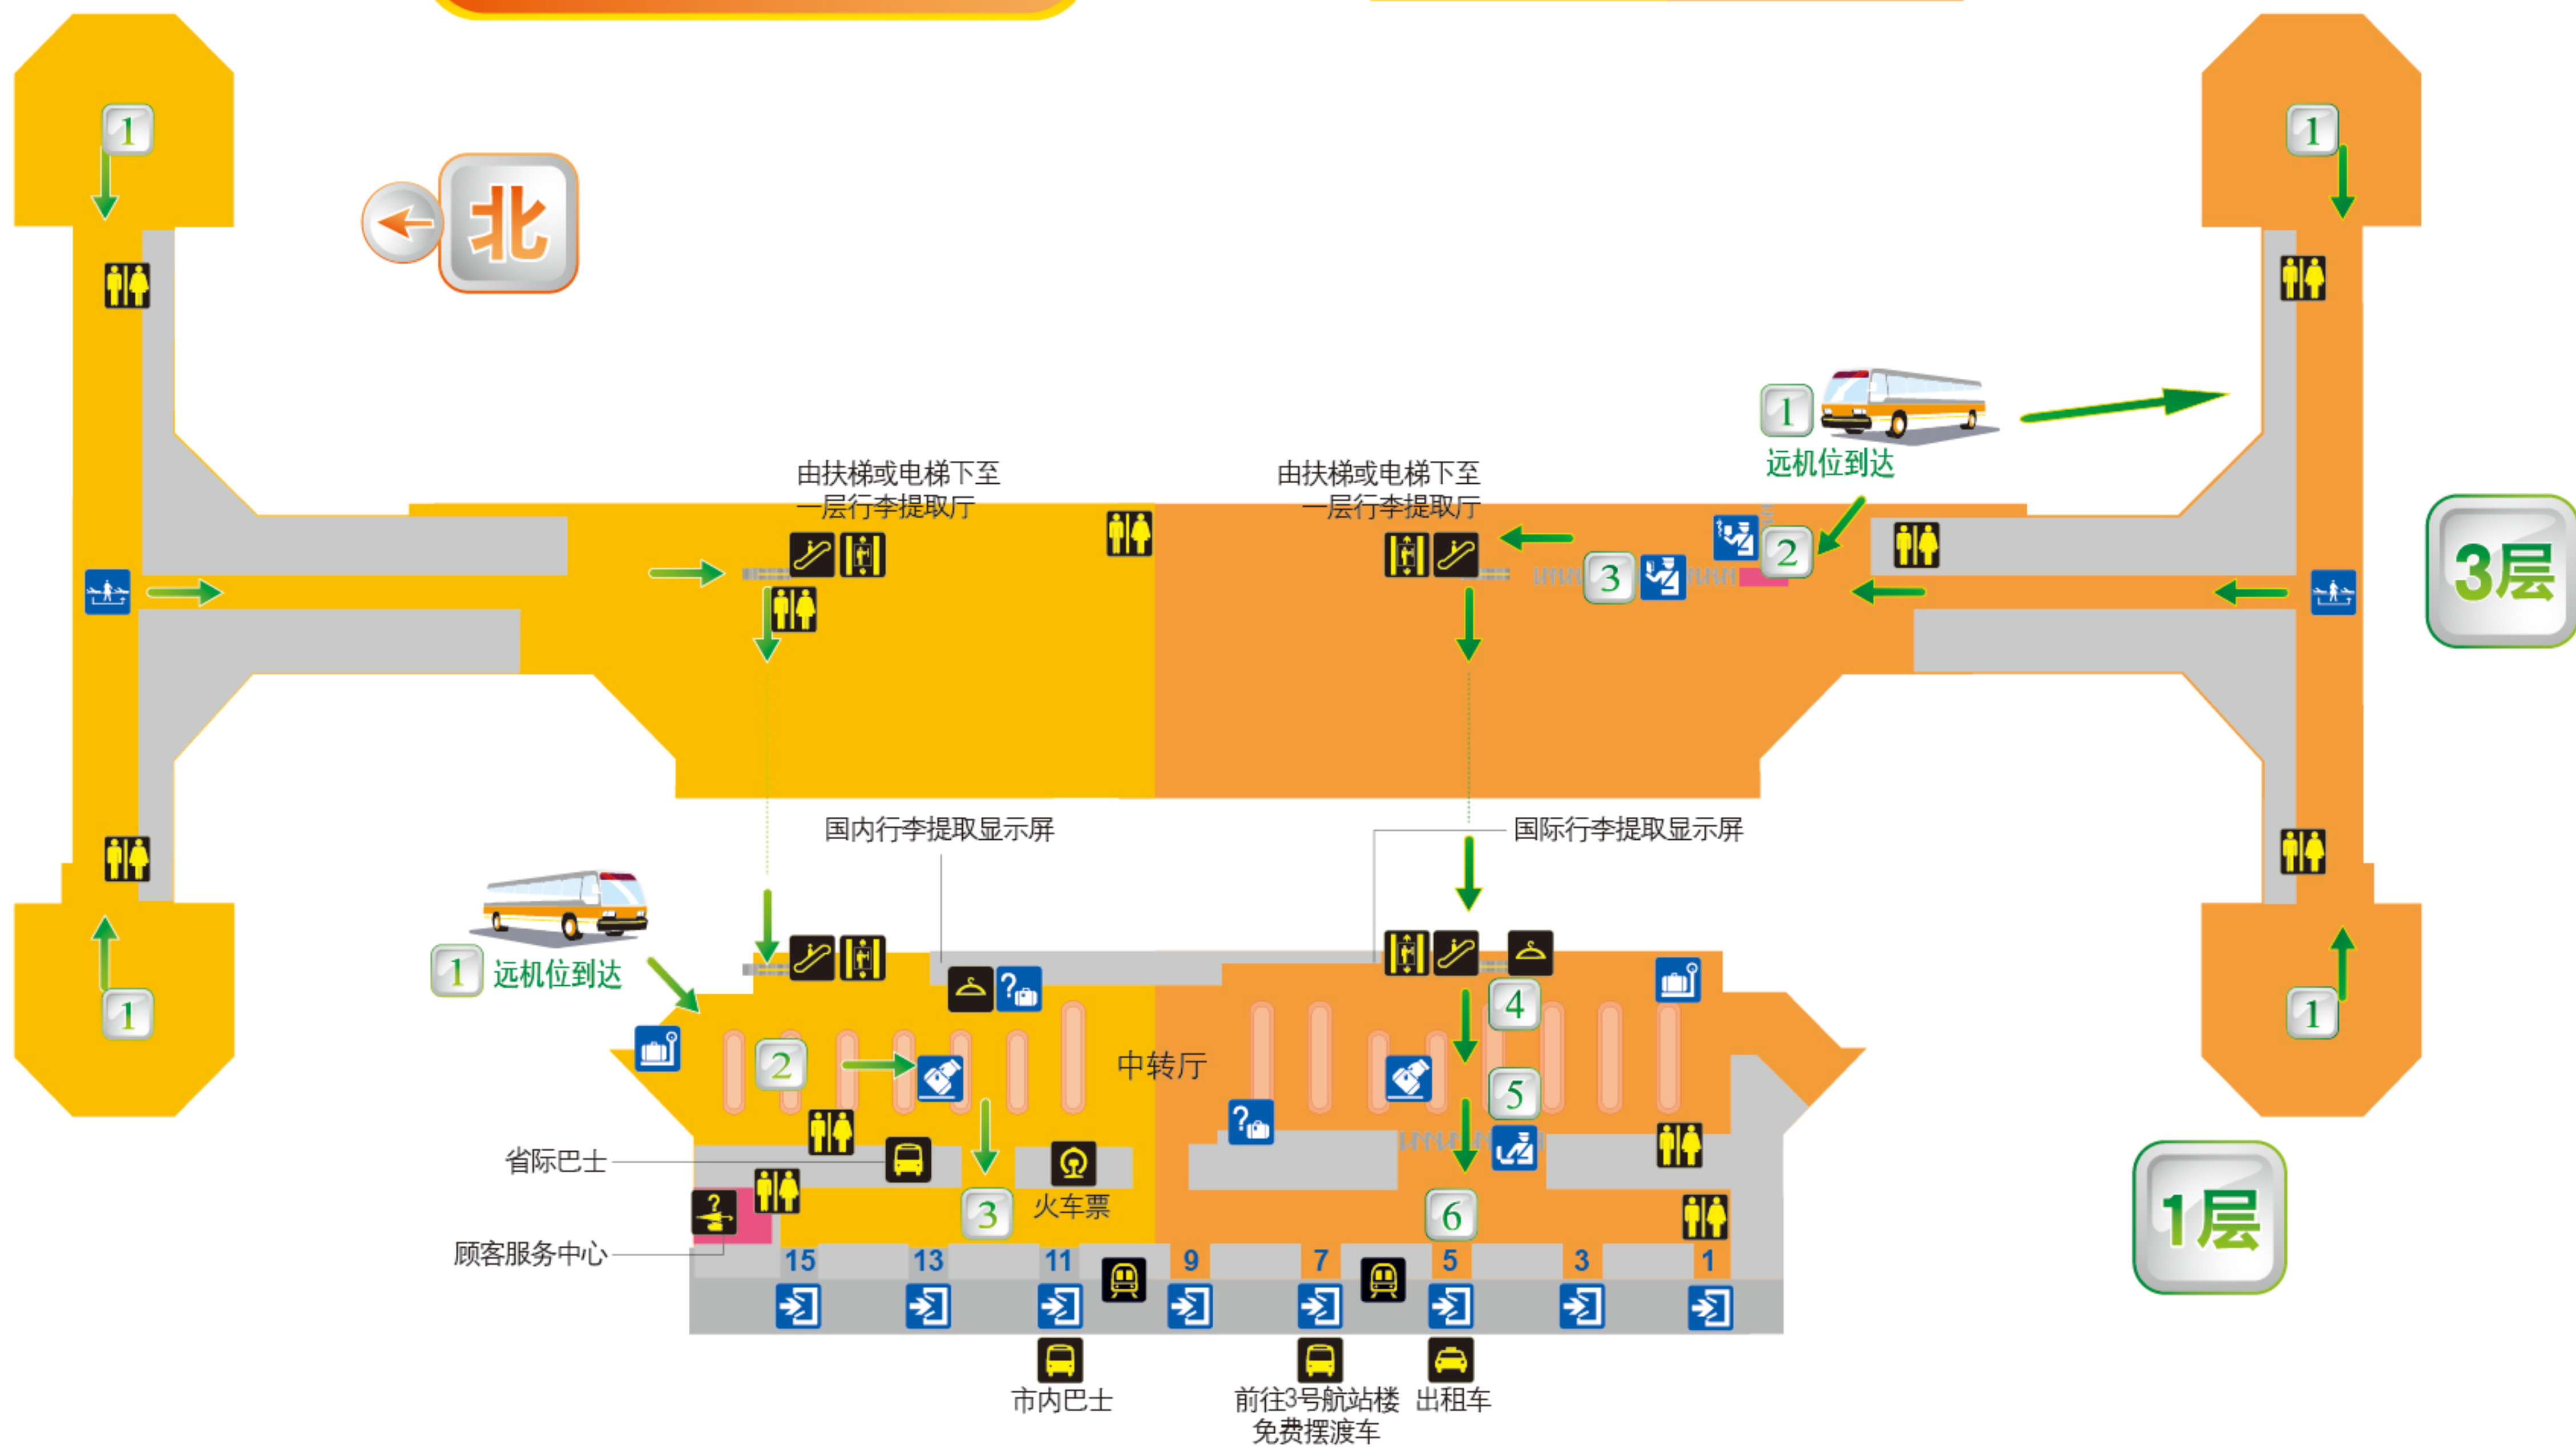 1
1
北
1
远机位到达
由扶梯或电梯下至
一层行李提取厅
由扶梯或电梯下至
一层行李提取厅
2
3
3层
国内行李提取显示屏
国际行李提取显示屏
1
远机位到达
1
1
4
2
中转厅
5
省际巴士
火车票
3
6
1层
顾客服务中心
15
13
11
9
7
5
3
1
市内巴士
前往3号航站楼
免费摆渡车
出租车